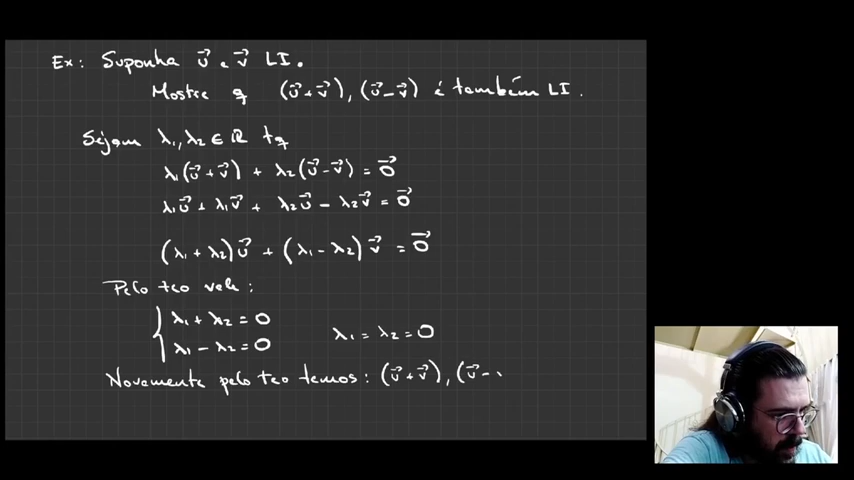 Ex: Suponha u⃗ e v⃗ LI.
Mostre q (u⃗+v⃗), (u⃗-v⃗) é também LI.
Sejam λ₁, λ₂ ∈ ℝ tq
λ₁(u⃗+v⃗) + λ₂(u⃗-v⃗) = 0⃗
λ₁u⃗ + λ₁v⃗ + λ₂u⃗ - λ₂v⃗ = 0⃗
(λ₁+λ₂)u⃗ + (λ₁-λ₂)v⃗ = 0⃗
Pelo teo vale:
λ₁ + λ₂ = 0
λ₁ - λ₂ = 0 λ₁ = λ₂ = 0
Novamente pelo teo temos: (u⃗+v⃗), (u⃗-